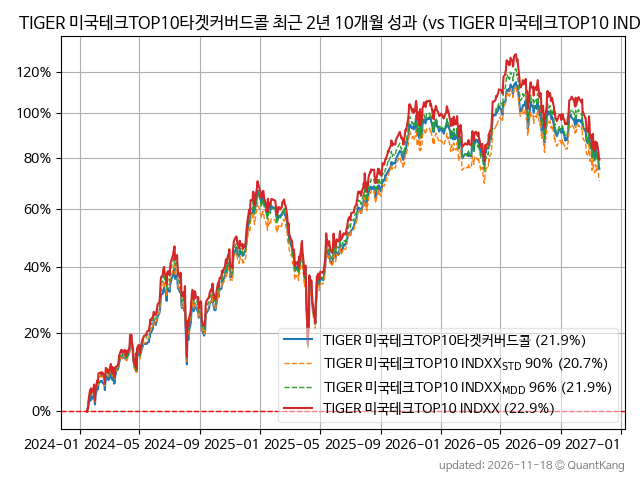 TIGER 미국테크TOP10타겟커버드콜 최근 2년 10개월 성과 (vs TIGER 미국테크TOP10 IND
120%
100%
80%
60%
40%
20%
0%
TIGER 미국테크TOP10타겟커버드콜 (21.9%)
TIGER 미국테크TOP10 INDXX_STD 90% (20.7%)
TIGER 미국테크TOP10 INDXX_MDD 96% (21.9%)
TIGER 미국테크TOP10 INDXX (22.9%)
2024-01 2024-05 2024-09 2025-01 2025-05 2025-09 2026-01 2026-05 2026-09 2027-01
updated: 2026-11-18 © QuantKang